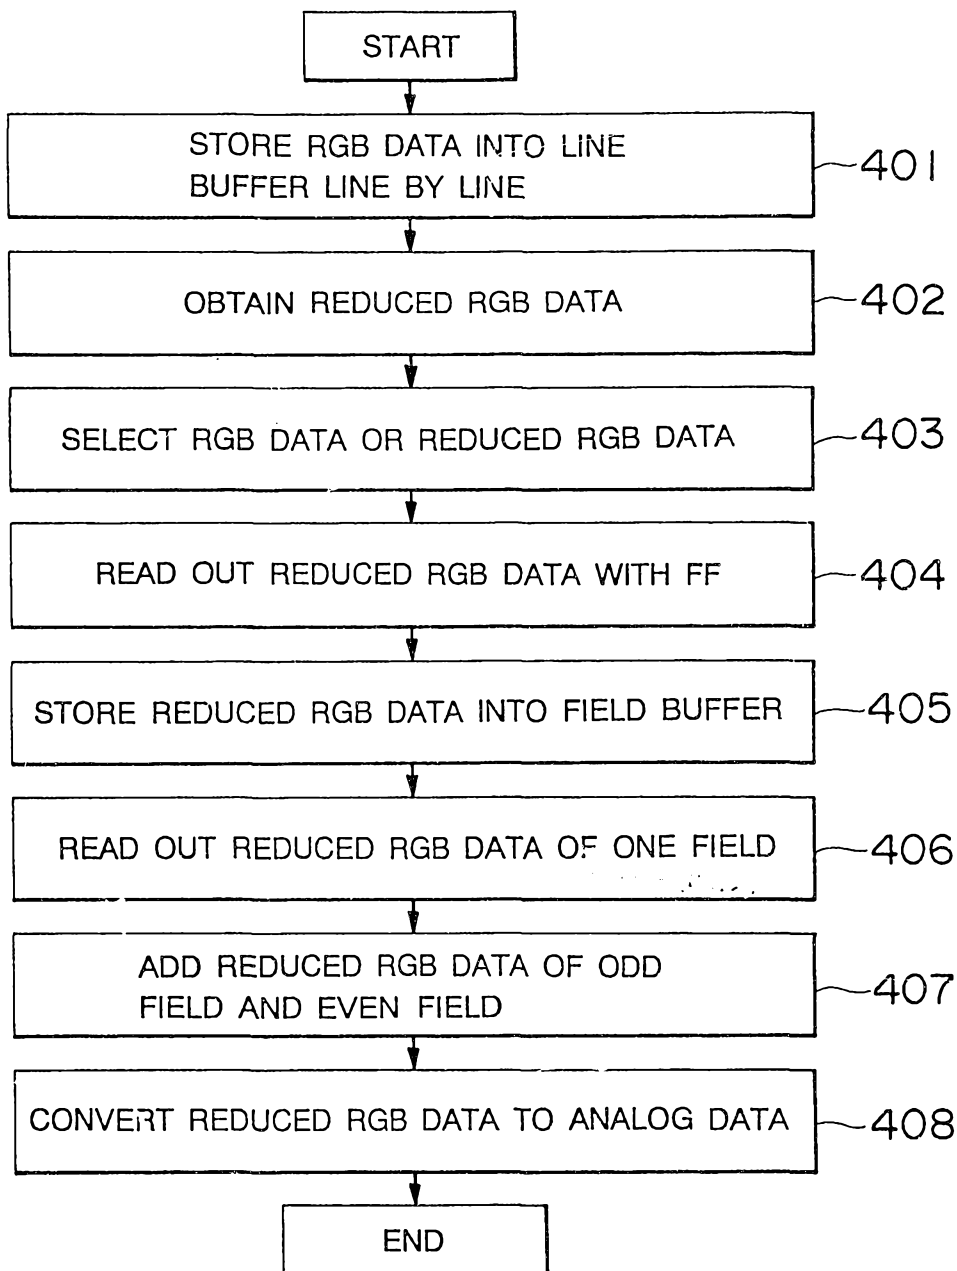 START
STORE RGB DATA INTO LINE
BUFFER LINE BY LINE
401
OBTAIN REDUCED RGB DATA
402
SELECT RGB DATA OR REDUCED RGB DATA
403
READ OUT REDUCED RGB DATA WITH FF
404
STORE REDUCED RGB DATA INTO FIELD BUFFER
405
READ OUT REDUCED RGB DATA OF ONE FIELD
406
ADD REDUCED RGB DATA OF ODD
FIELD AND EVEN FIELD
407
CONVERT REDUCED RGB DATA TO ANALOG DATA
408
END